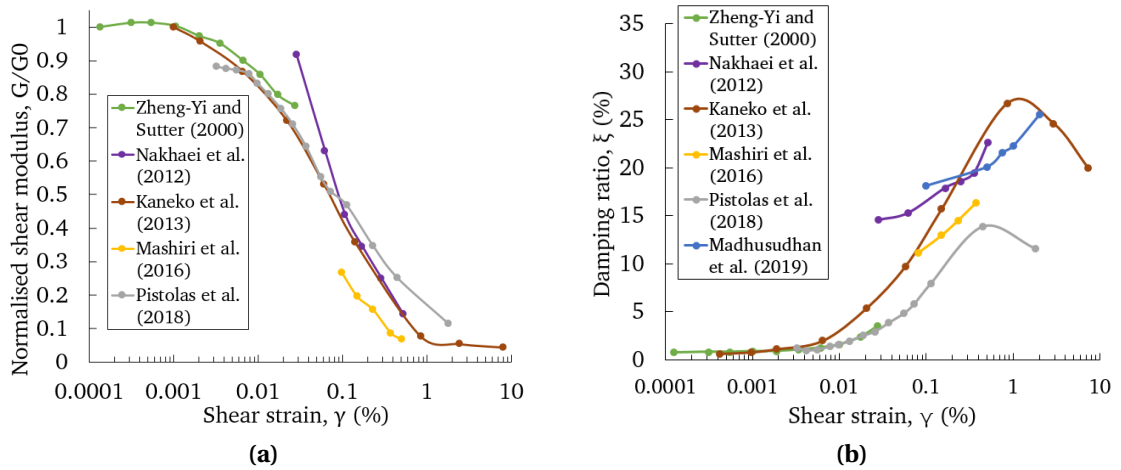 Normalised shear modulus, G/G0
1
0.9
0.8
0.7
0.6
0.5
0.4
0.3
0.2
0.1
0
Zheng-Yi and
Sutter (2000)
Nakhaei et al.
(2012)
Kaneko et al.
(2013)
Mashiri et al.
(2016)
Pistolas et al.
(2018)
0.0001 0.01 0.1 1 10
Shear strain, γ (%)
(a)
Damping ratio, ξ (%)
35
30
25
20
15
10
5
0
Zheng-Yi and
Sutter (2000)
Nakhaei et al.
(2012)
Kaneko et al.
(2013)
Mashiri et al.
(2016)
Pistolas et al.
(2018)
Madhusudhan
et al. (2019)
0.0001 0.01 0.1 1 10
Shear strain, γ (%)
(b)